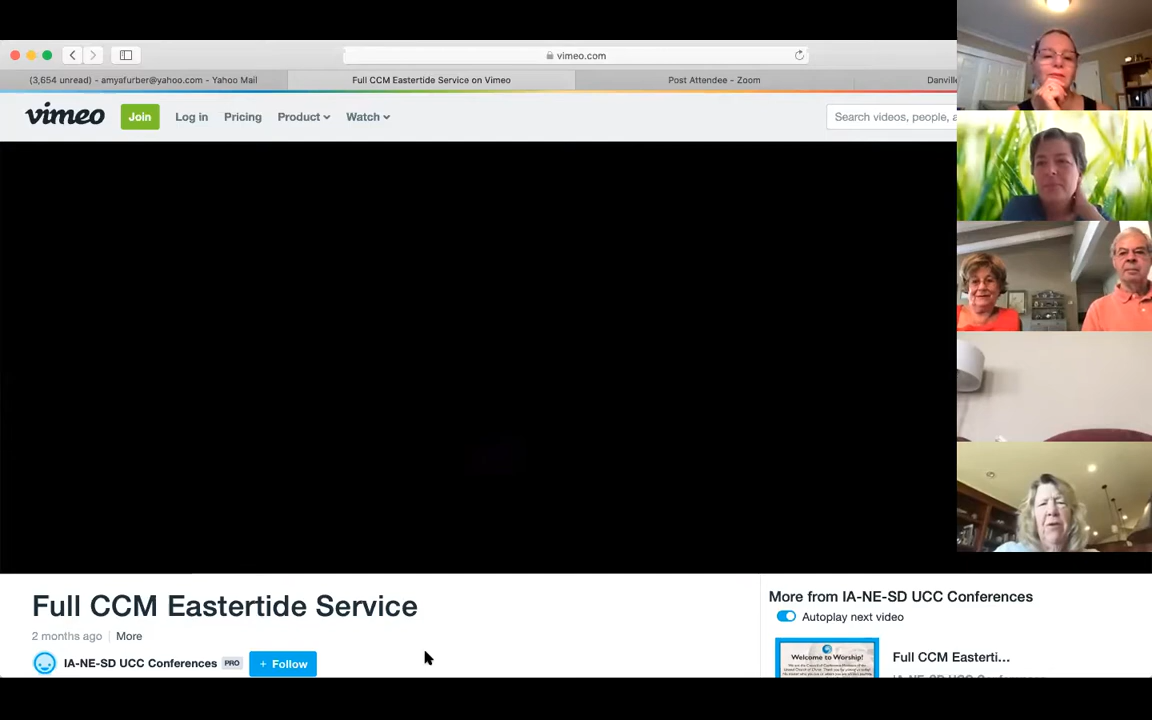 vimeo.com
(3,654 unread) - amyafurber@yahoo.com - Yahoo Mail
Full CCM Eastertide Service on Vimeo
Post Attendee - Zoom
Danville
vimeo
Join
Log in
Pricing
Product
Watch
Search videos, people, a
Full CCM Eastertide Service
2 months ago
More
IA-NE-SD UCC Conferences PRO
+ Follow
More from IA-NE-SD UCC Conferences
Autoplay next video
Welcome to Worship!
Full CCM Easterti...